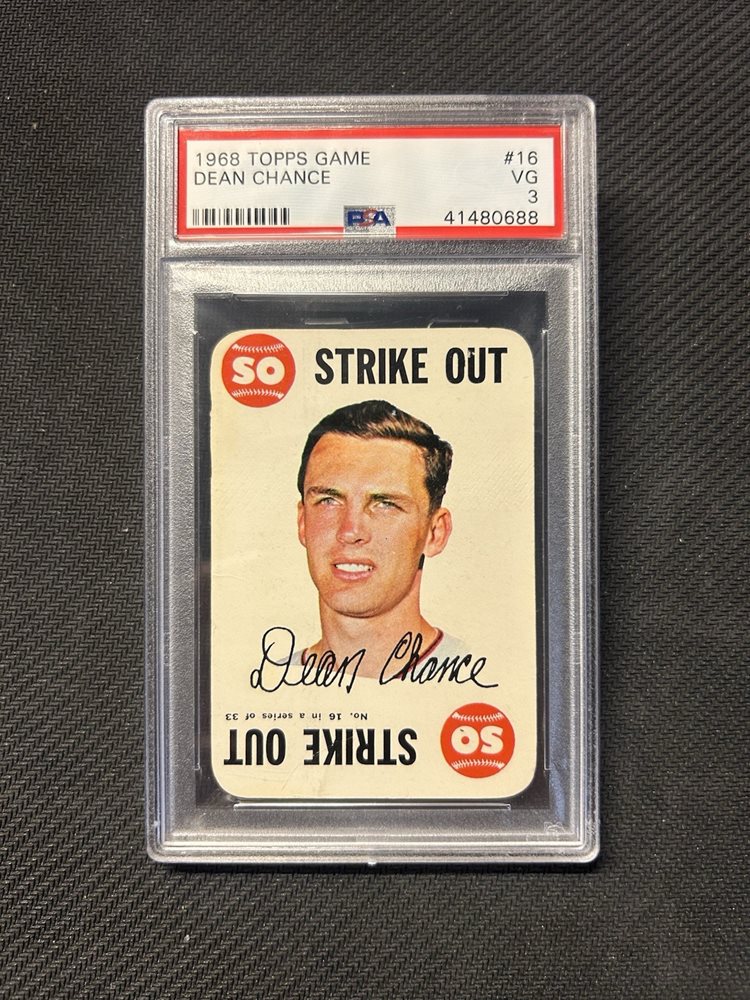 1968 TOPPS GAME #16
DEAN CHANCE VG
3
PSA 41480688
SO STRIKE OUT
Dean Chance
No. 16 in a series of 33
STRIKE OUT SO